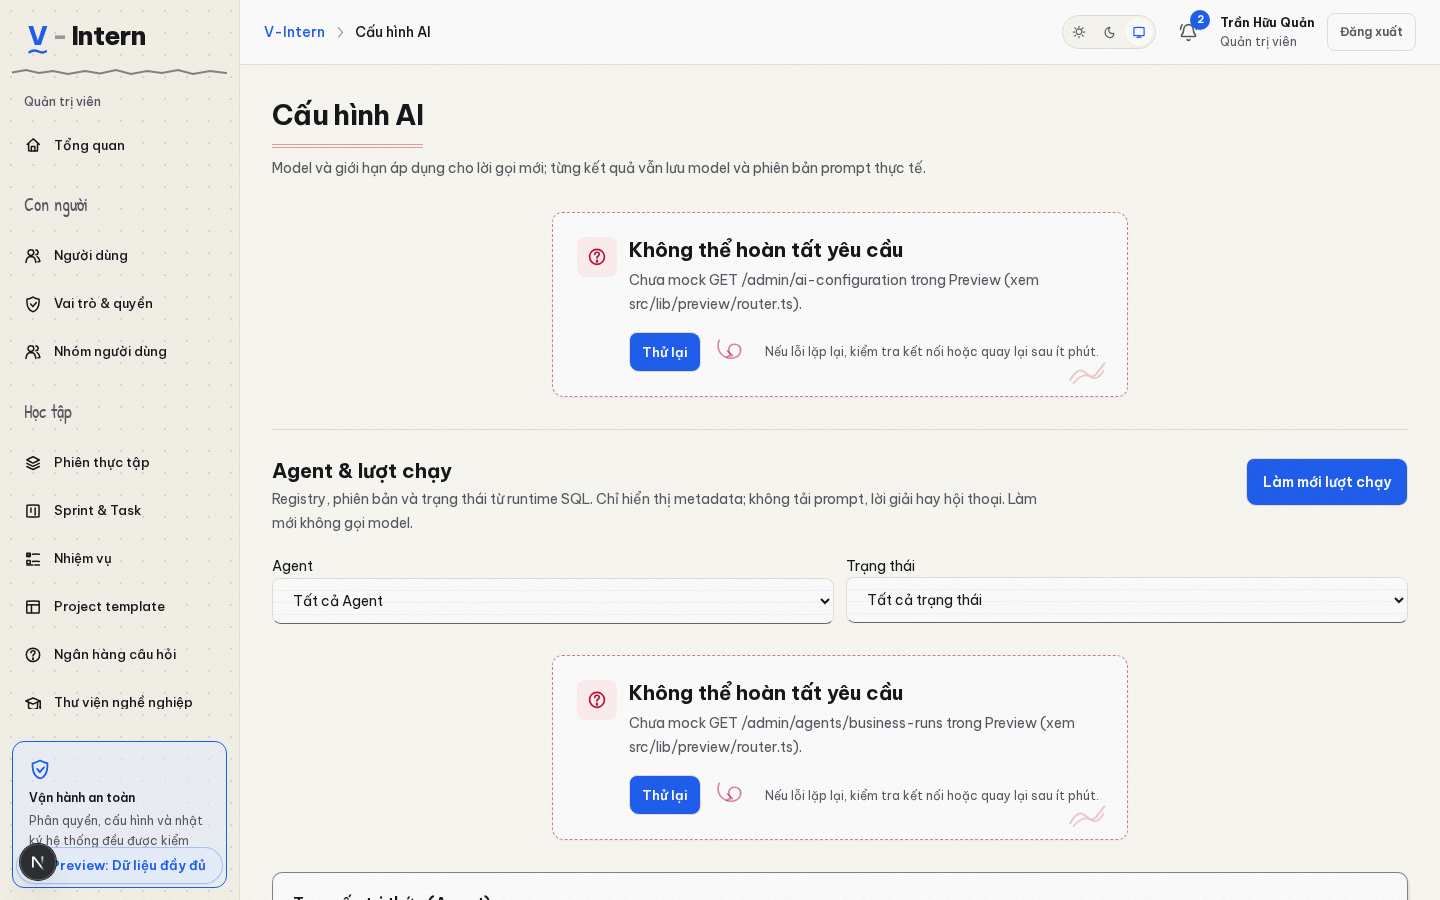 V - Intern
Quản trị viên
Tổng quan
Con người
Người dùng
Vai trò & quyền
Nhóm người dùng
Học tập
Phiên thực tập
Sprint & Task
Nhiệm vụ
Project template
Ngân hàng câu hỏi
Thư viện nghề nghiệp
Vận hành an toàn
Phân quyền, cấu hình và nhật
ký hệ thống đều được kiểm
Preview: Dữ liệu đầy đủ
N
V-Intern
Cấu hình AI
2
Trần Hữu Quản
Quản trị viên
Đăng xuất
Cấu hình AI
Model và giới hạn áp dụng cho lời gọi mới; từng kết quả vẫn lưu model và phiên bản prompt thực tế.
Không thể hoàn tất yêu cầu
Chưa mock GET /admin/ai-configuration trong Preview (xem
src/lib/preview/router.ts).
Thử lại
Nếu lỗi lặp lại, kiểm tra kết nối hoặc quay lại sau ít phút.
Agent & lượt chạy
Registry, phiên bản và trạng thái từ runtime SQL. Chỉ hiển thị metadata; không tải prompt, lời giải hay hội thoại. Làm
mới không gọi model.
Làm mới lượt chạy
Agent
Tất cả Agent
Trạng thái
Tất cả trạng thái
Không thể hoàn tất yêu cầu
Chưa mock GET /admin/agents/business-runs trong Preview (xem
src/lib/preview/router.ts).
Thử lại
Nếu lỗi lặp lại, kiểm tra kết nối hoặc quay lại sau ít phút.